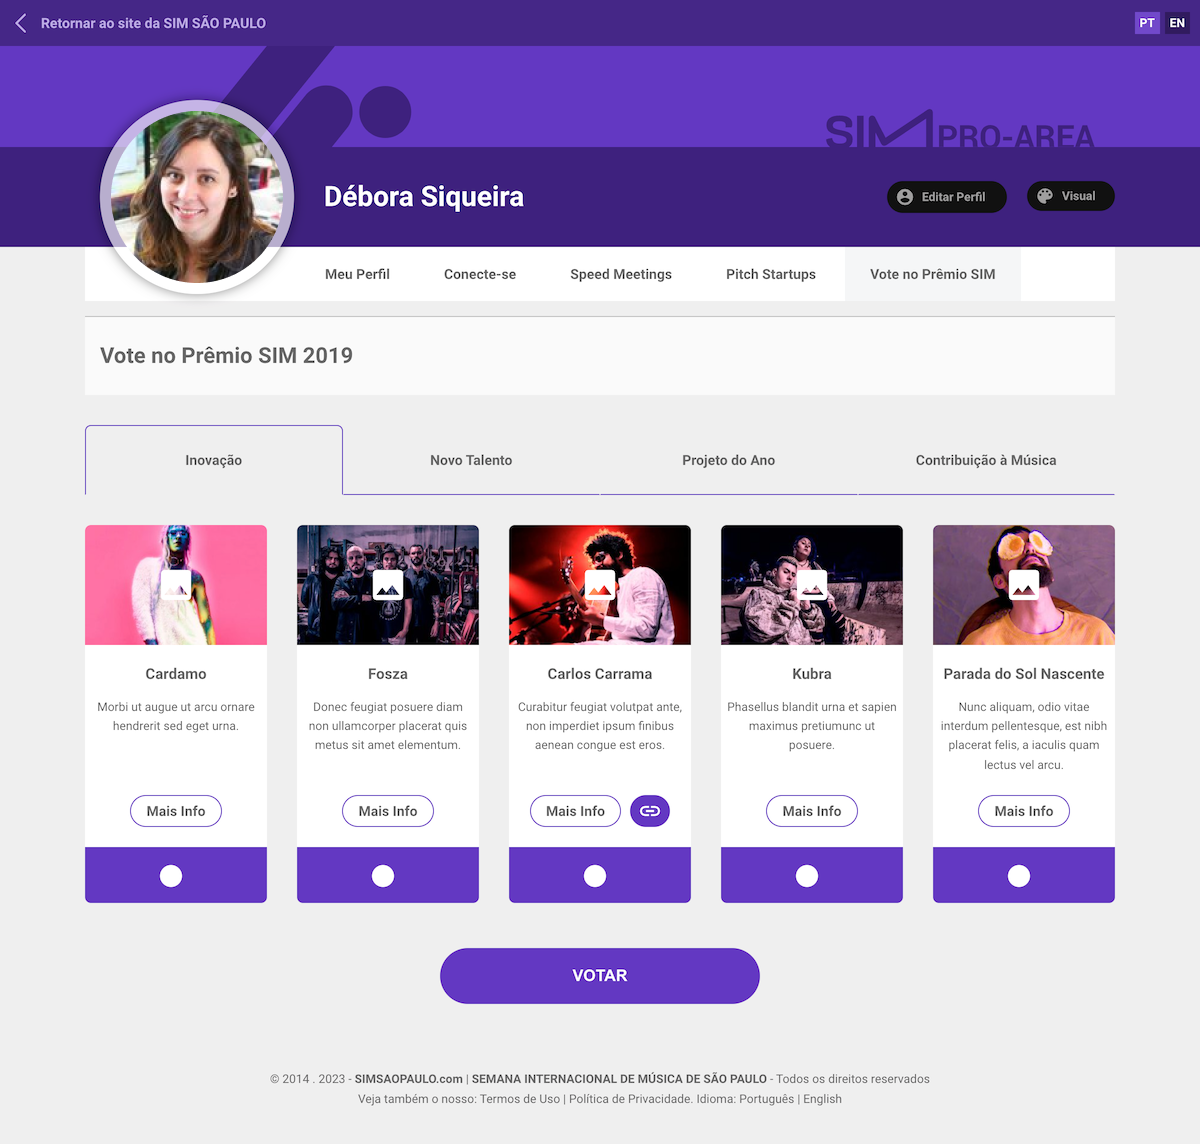 Retornar ao site da SIM SÃO PAULO
PT EN
SIM PRO-AREA
Débora Siqueira
Editar Perfil
Visual
Meu Perfil
Conecte-se
Speed Meetings
Pitch Startups
Vote no Prêmio SIM
Vote no Prêmio SIM 2019
Inovação
Novo Talento
Projeto do Ano
Contribuição à Música
Cardamo
Morbi ut augue ut arcu ornare
hendrerit sed eget urna.
Mais Info
Fosza
Donec feugiat posuere diam
non ullamcorper placerat quis
metus sit amet elementum.
Mais Info
Carlos Carrama
Curabitur feugiat volutpat ante,
non imperdiet ipsum finibus
aenean congue est eros.
Mais Info
Kubra
Phasellus blandit urna et sapien
maximus pretiumunc ut
posuere.
Mais Info
Parada do Sol Nascente
Nunc aliquam, odio vitae
interdum pellentesque, est nibh
placerat felis, a iaculis quam
lectus vel arcu.
Mais Info
VOTAR
© 2014 . 2023 - SIMSAOPAULO.com | SEMANA INTERNACIONAL DE MÚSICA DE SÃO PAULO - Todos os direitos reservados
Veja também o nosso: Termos de Uso | Política de Privacidade. Idioma: Português | English